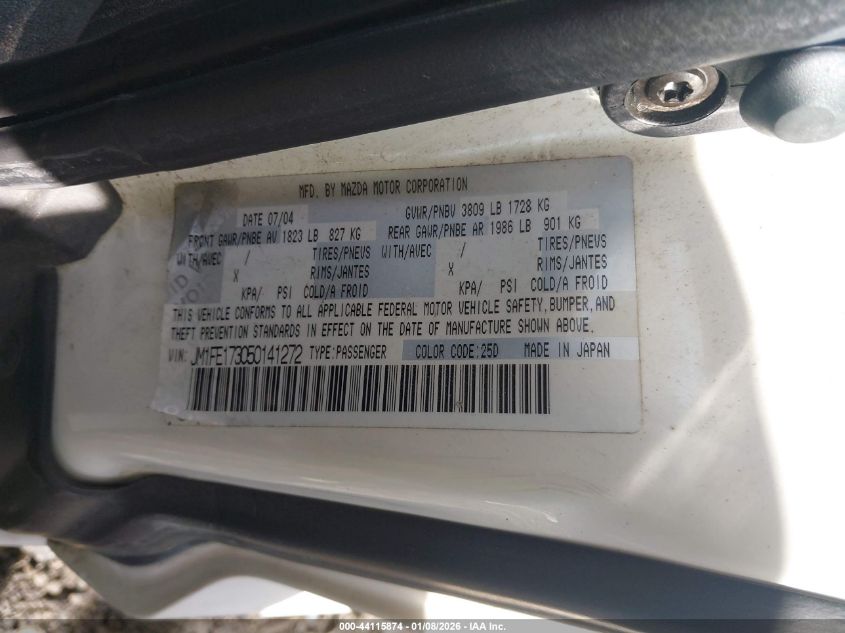 MFD. BY MAZDA MOTOR CORPORATION
DATE 07/04 GVWR/PNBV 3809 LB 1728 KG
FRONT GAWR/PNBE AV 1823 LB 827 KG REAR GAWR/PNBE AR 1986 LB 901 KG
WITH/AVEC / TIRES/PNEUS WITH/AVEC / TIRES/PNEVS
X RIMS/JANTES X RIMS/JANTES
KPA/ PSI COLD/A FROID KPA/ PSI COLD/A FROID
THIS VEHICLE CONFORMS TO ALL APPLICABLE FEDERAL MOTOR VEHICLE SAFETY, BUMPER, AND
THEFT PREVENTION STANDARDS IN EFFECT ON THE DATE OF MANUFACTURE SHOWN ABOVE.
VIN: JM1FE173050141272 TYPE:PASSENGER COLOR CODE:25D MADE IN JAPAN
000-44115874 | 01/08/2026 - IAA Inc.